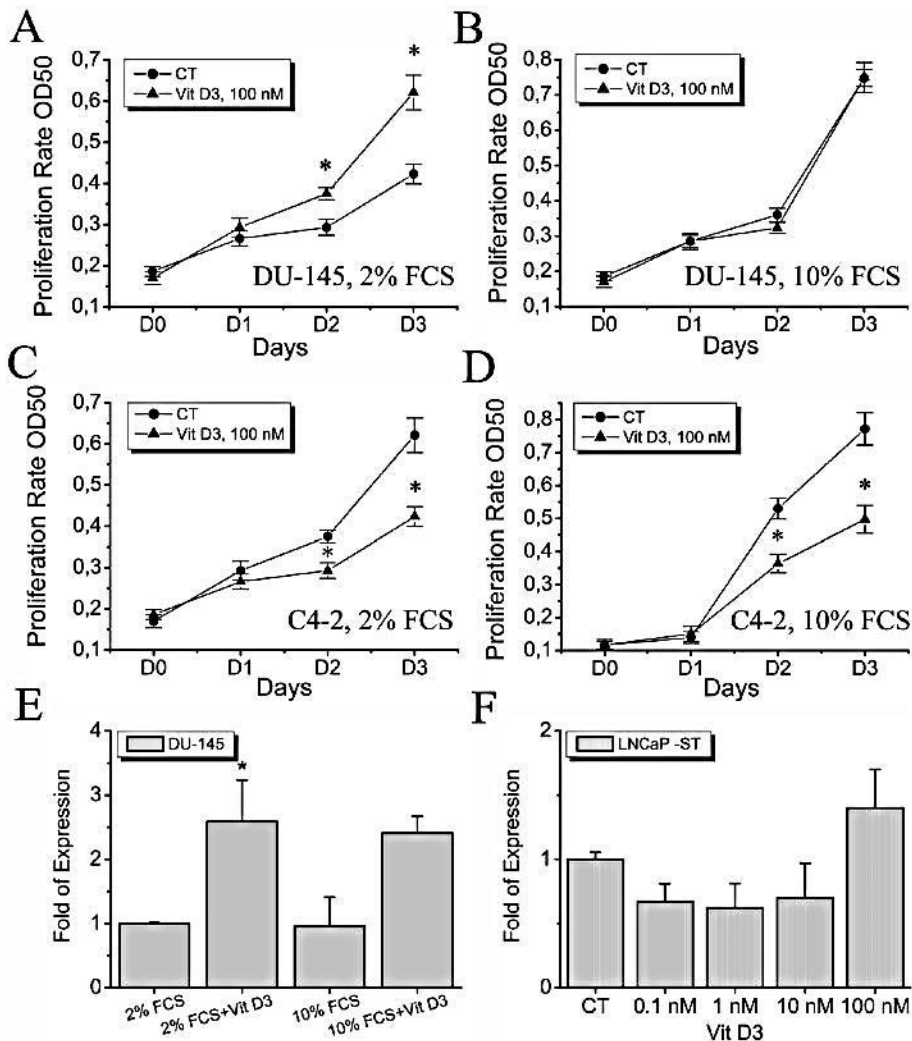 A
Proliferation Rate OD50
0,7
0,6
0,5
0,4
0,3
0,2
0,1
CT
Vit D3, 100 nM
*
*
DU-145, 2% FCS
D0 D1 D2 D3
Days
B
Proliferation Rate OD50
0,8
0,7
0,6
0,5
0,4
0,3
0,2
0,1
CT
Vit D3, 100 nM
DU-145, 10% FCS
D0 D1 D2 D3
Days
C
Proliferation Rate OD50
0,7
0,6
0,5
0,4
0,3
0,2
0,1
CT
Vit D3, 100 nM
*
*
C4-2, 2% FCS
D0 D1 D2 D3
Days
D
Proliferation Rate OD50
0,8
0,7
0,6
0,5
0,4
0,3
0,2
0,1
CT
Vit D3, 100 nM
*
*
C4-2, 10% FCS
D0 D1 D2 D3
Days
E
Fold of Expression
4
3
2
1
0
DU-145
*
2% FCS 2% FCS+Vit D3 10% FCS 10% FCS+Vit D3
F
Fold of Expression
2
1
0
LNCaP -ST
CT 0.1 nM 1 nM 10 nM 100 nM
Vit D3